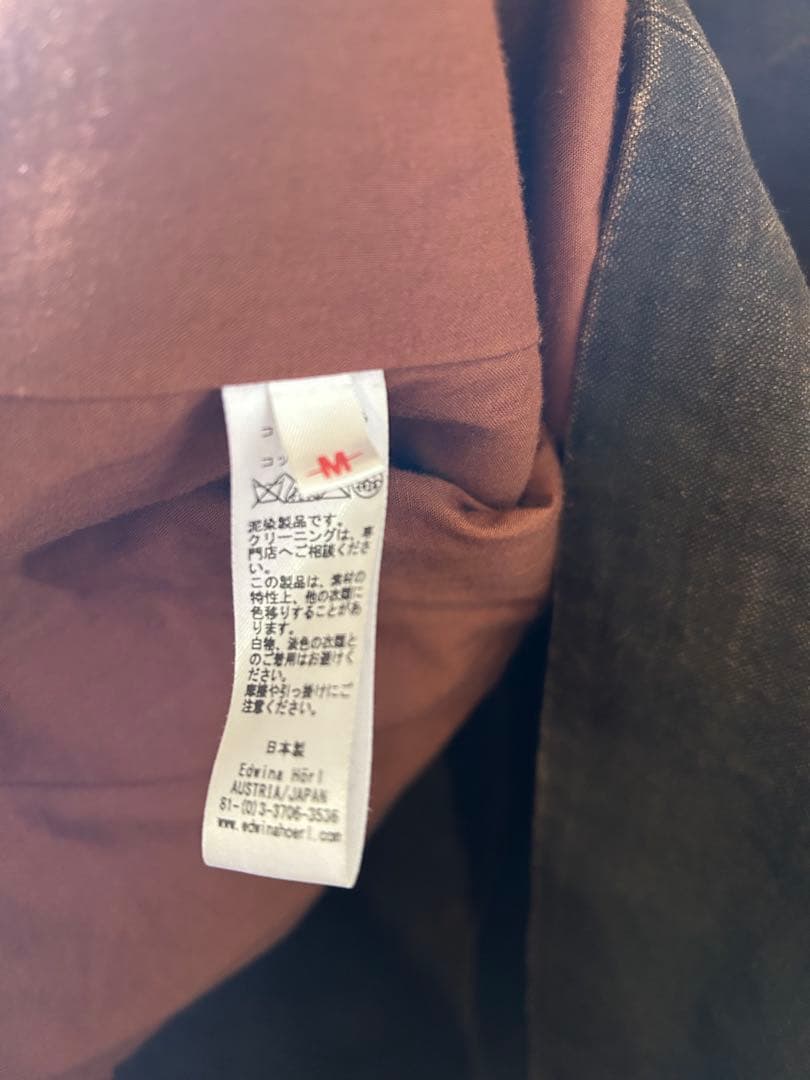 コ
コッ
M
泥染製品です。
クリーニングは、専
門店へご相談くださ
い。
この製品は、素材の
特性上、他の衣類に
色移りすることがあ
ります。
白物、淡色の衣類と
のご着用はお避けく
ださい。
摩擦や引っ掛けにご
注意ください。
日本製
Edwina Hörl
AUSTRIA/JAPAN
81-(0)3-3706-3536
www.edwinahoerl.com